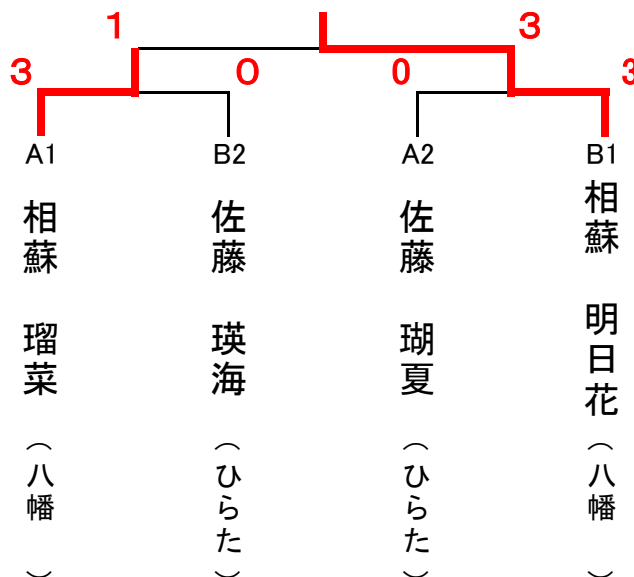 1 3
3 0 0 3
A1 B2 A2 B1
相蘇 瑠菜 (八幡 )
佐藤 瑛海 (ひらた )
佐藤 瑚夏 (ひらた )
相蘇 明日花 (八幡 )